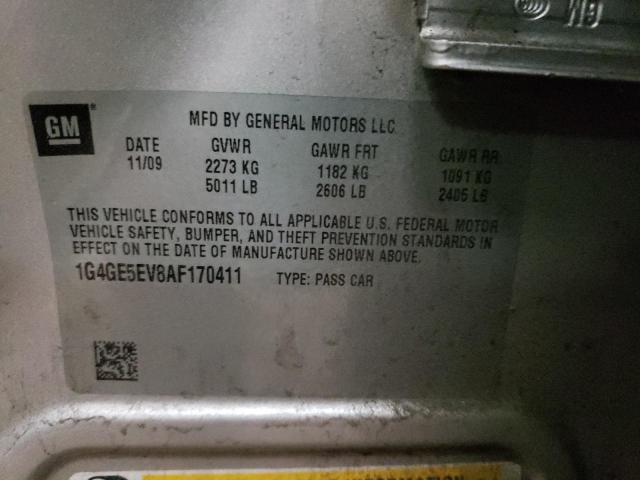 GM®
MFD BY GENERAL MOTORS LLC
DATE GVWR GAWR FRT GAWR RR
11/09 2273 KG 1182 KG 1091 KG
5011 LB 2606 LB 2405 LB
THIS VEHICLE CONFORMS TO ALL APPLICABLE U.S. FEDERAL MOTOR
VEHICLE SAFETY, BUMPER, AND THEFT PREVENTION STANDARDS IN
EFFECT ON THE DATE OF MANUFACTURE SHOWN ABOVE.
1G4GE5EV8AF170411 TYPE: PASS CAR